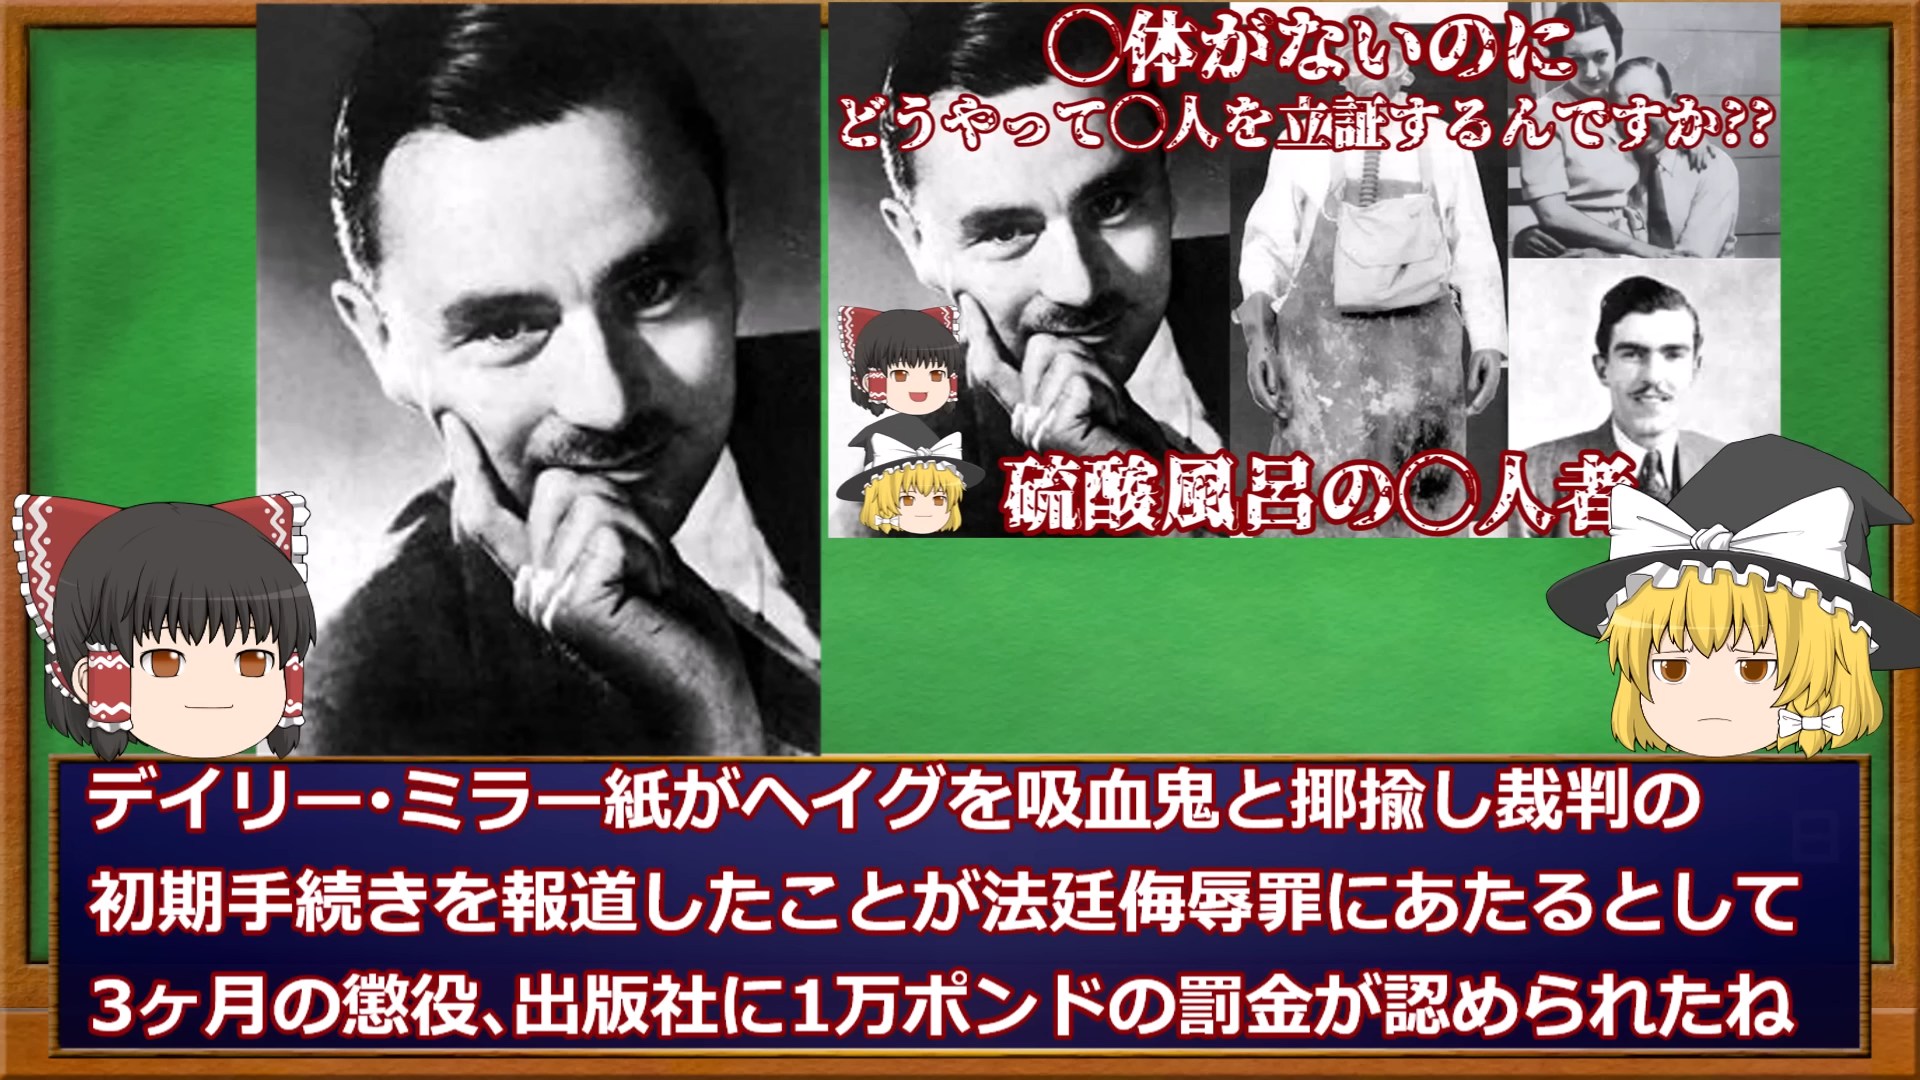 〇体がないのに
どうやって〇人を立証するんですか??
硫酸風呂の〇人者
デイリー・ミラー紙がヘイグを吸血鬼と揶揄し裁判の
初期手続きを報道したことが法廷侮辱罪にあたるとして
3ヶ月の懲役、出版社に1万ポンドの罰金が認められたね